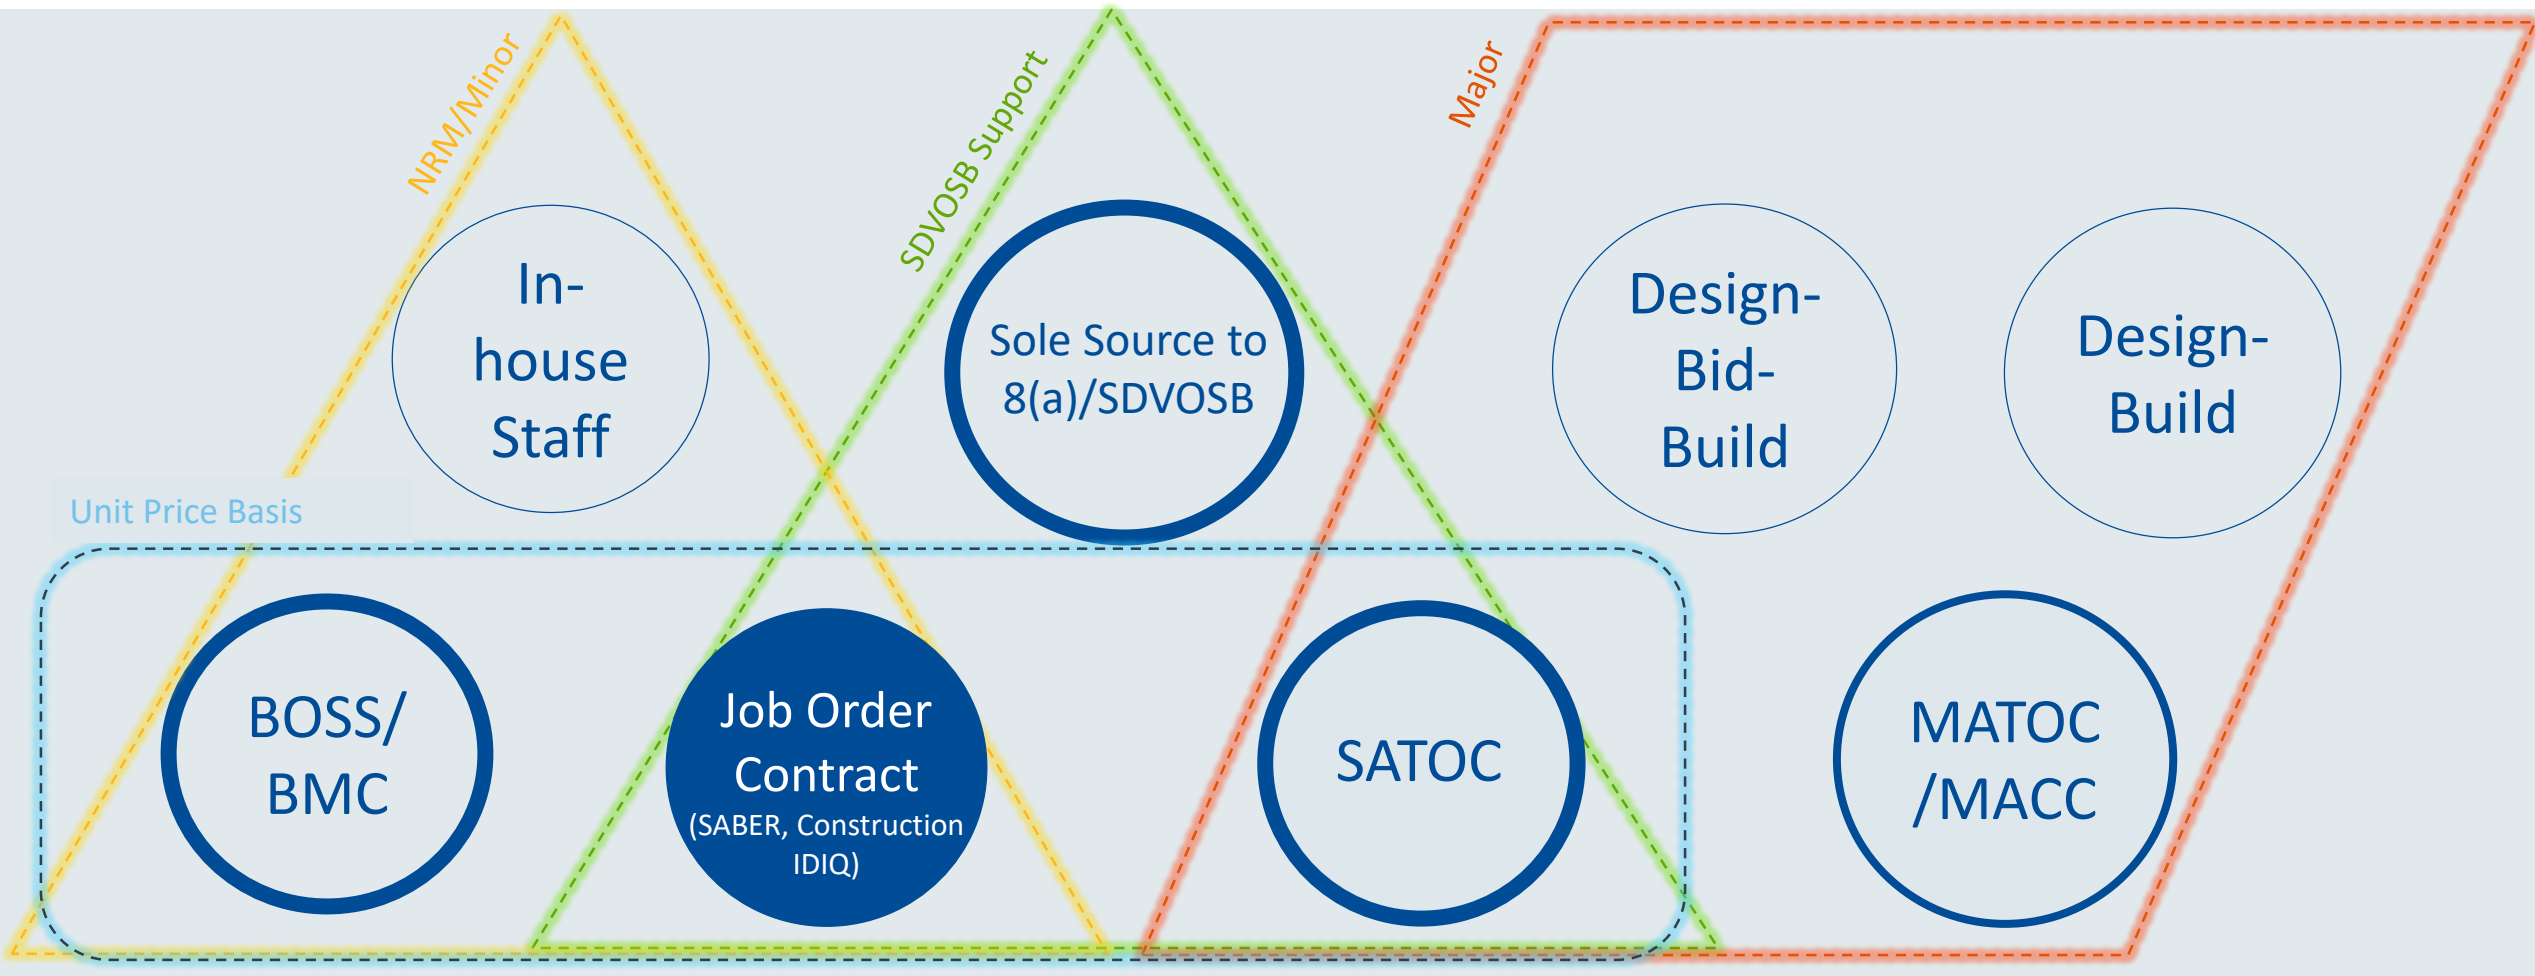 NRM/Minor
SDVOSB Support
Major
In-
house
Staff
Sole Source to
8(a)/SDVOSB
Design-
Bid-
Build
Design-
Build
Unit Price Basis
BOSS/
BMC
Job Order
Contract
(SABER, Construction
IDIQ)
SATOC
MATOC
/MACC